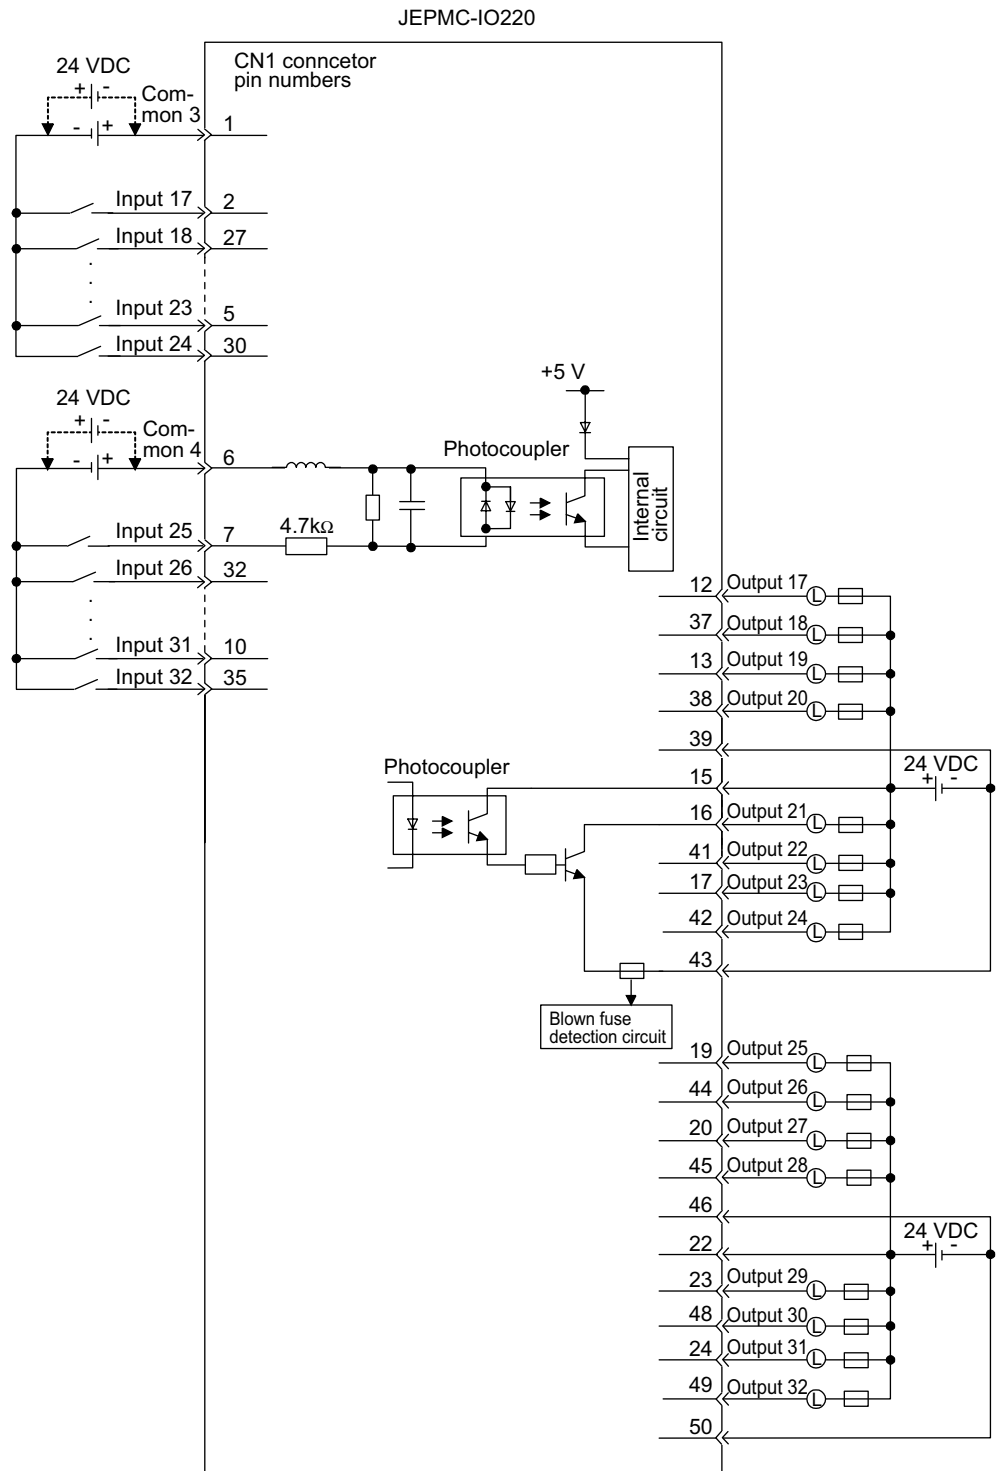 JEPMC-IO220
CN1 conncetor
pin numbers
24 VDC
+ -
Com-
mon 3
- +
1
Input 17 2
Input 18 27
Input 23 5
Input 24 30
24 VDC
+ -
Com-
mon 4
- +
6
Input 25 7
4.7kΩ
Input 26 32
Input 31 10
Input 32 35
+5 V
Photocoupler
Internal
circuit
12 Output 17 L
37 Output 18 L
13 Output 19 L
38 Output 20 L
39
24 VDC
+ -
15
Photocoupler
16 Output 21 L
41 Output 22 L
17 Output 23 L
42 Output 24 L
43
Blown fuse
detection circuit
19 Output 25 L
44 Output 26 L
20 Output 27 L
45 Output 28 L
46
24 VDC
+ -
22
23 Output 29 L
48 Output 30 L
24 Output 31 L
49 Output 32 L
50